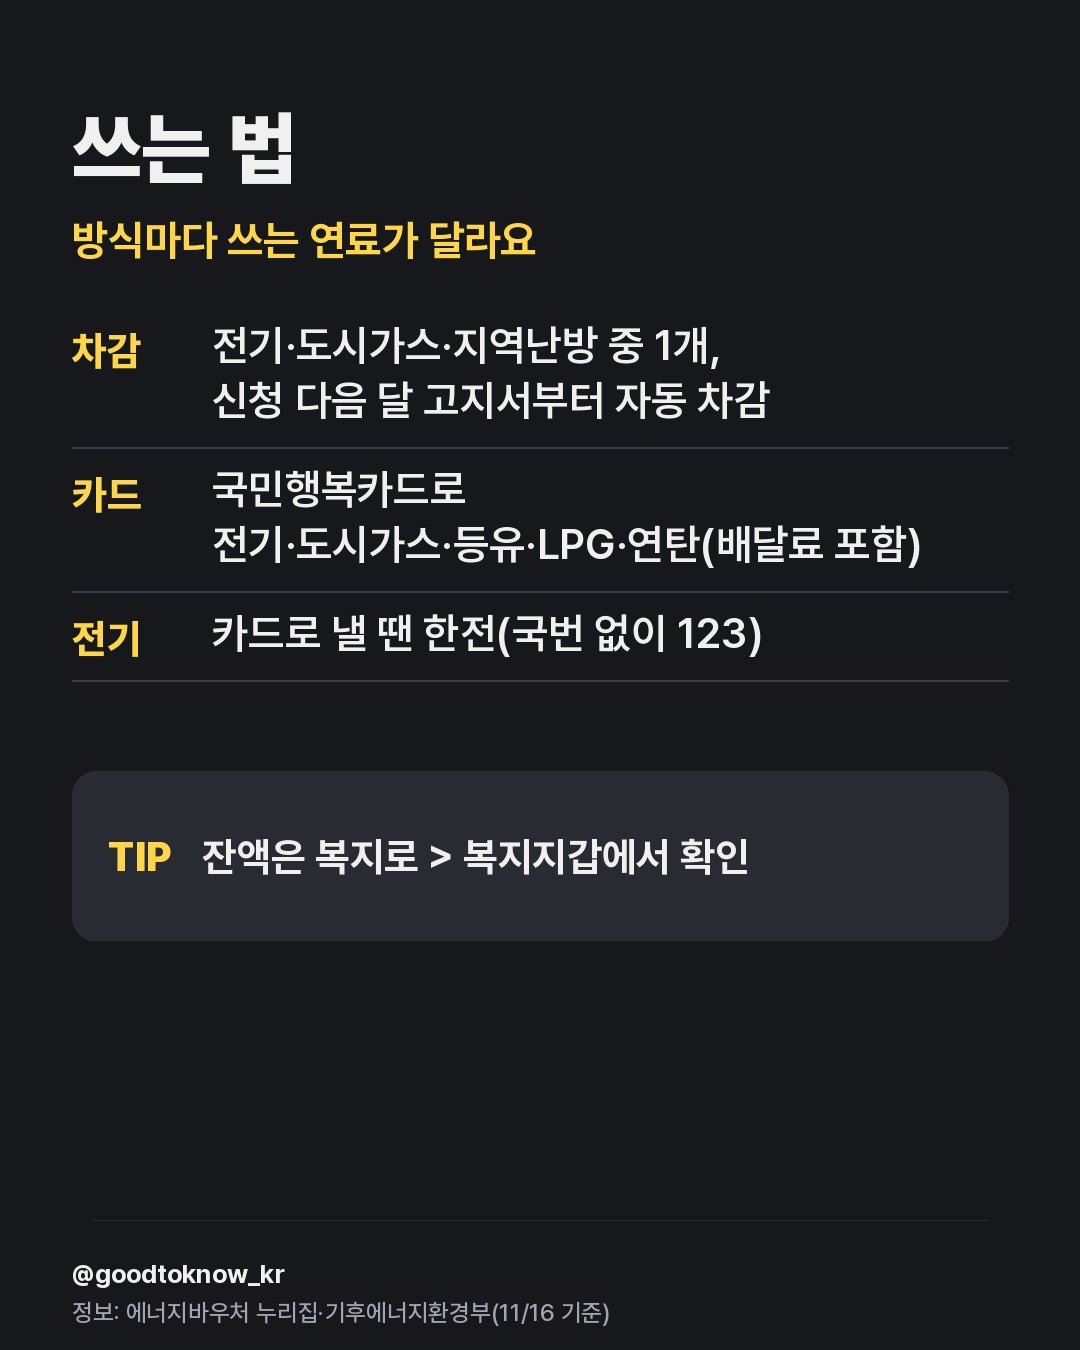 쓰는 법
방식마다 쓰는 연료가 달라요
차감 전기·도시가스·지역난방 중 1개,
신청 다음 달 고지서부터 자동 차감
카드 국민행복카드로
전기·도시가스·등유·LPG·연탄(배달료 포함)
전기 카드로 낼 땐 한전(국번 없이 123)
TIP 잔액은 복지로 > 복지지갑에서 확인
@goodtoknow_kr
정보: 에너지바우처 누리집·기후에너지환경부(11/16 기준)